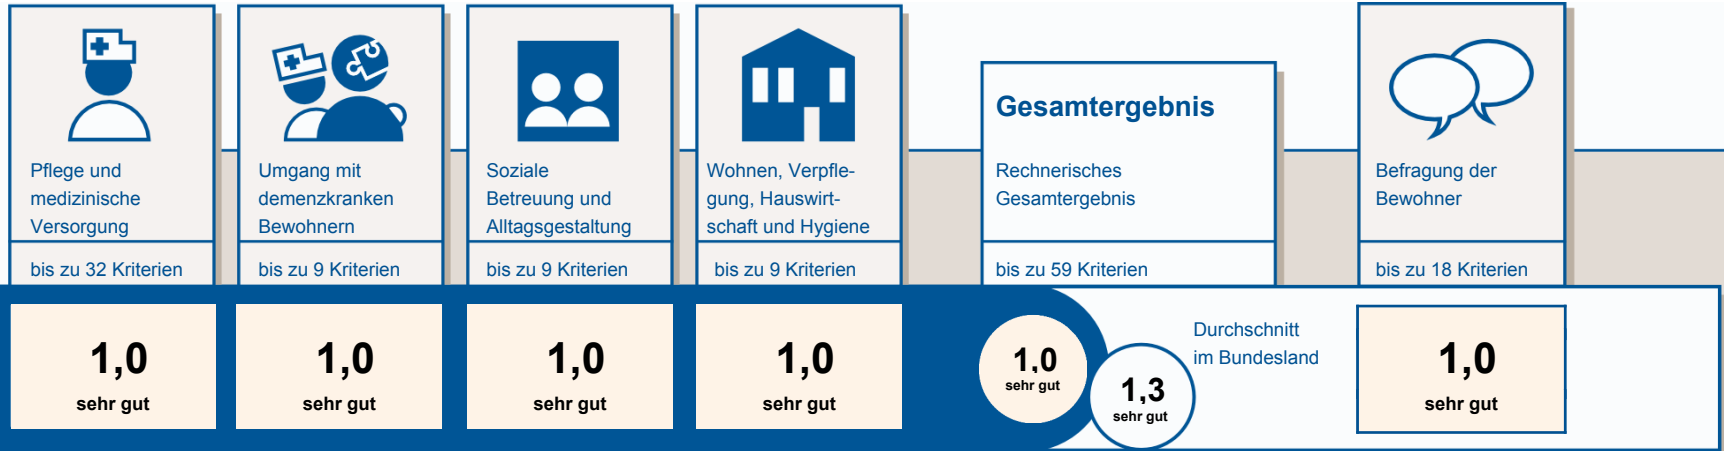 Pflege und
medizinische
Versorgung
bis zu 32 Kriterien
1,0
sehr gut
Umgang mit
demenzkranken
Bewohnern
bis zu 9 Kriterien
1,0
sehr gut
Soziale
Betreuung und
Alltagsgestaltung
bis zu 9 Kriterien
1,0
sehr gut
Wohnen, Verpfle-
gung, Hauswirt-
schaft und Hygiene
bis zu 9 Kriterien
1,0
sehr gut
Gesamtergebnis
Rechnerisches
Gesamtergebnis
bis zu 59 Kriterien
1,0
sehr gut
1,3
sehr gut
Durchschnitt
im Bundesland
Befragung der
Bewohner
bis zu 18 Kriterien
1,0
sehr gut